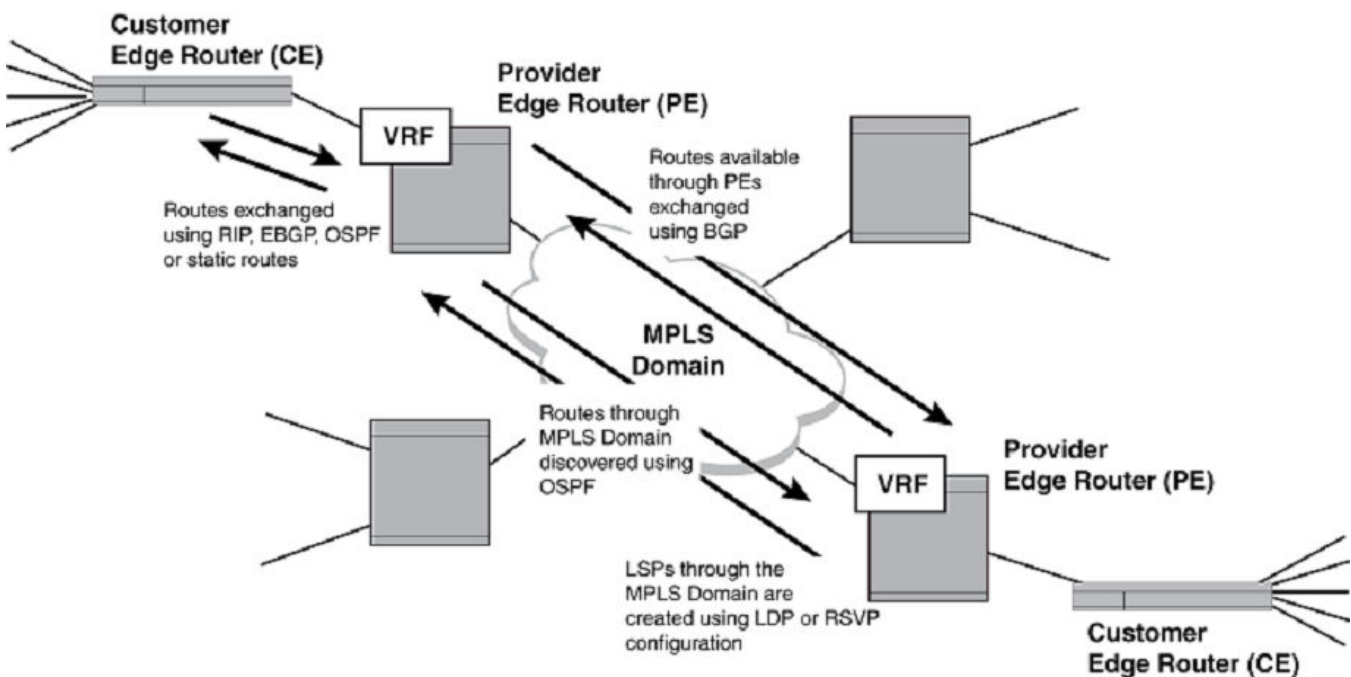 Customer
Edge Router (CE)
Provider
Edge Router (PE)
VRF
Routes available
through PEs
exchanged
using BGP
Routes exchanged
using RIP, EBGP, OSPF
or static routes
MPLS
Domain
Routes through
MPLS Domain
discovered using
OSPF
Provider
Edge Router (PE)
VRF
LSPs through the
MPLS Domain are
created using LDP or RSVP
configuration
Customer
Edge Router (CE)